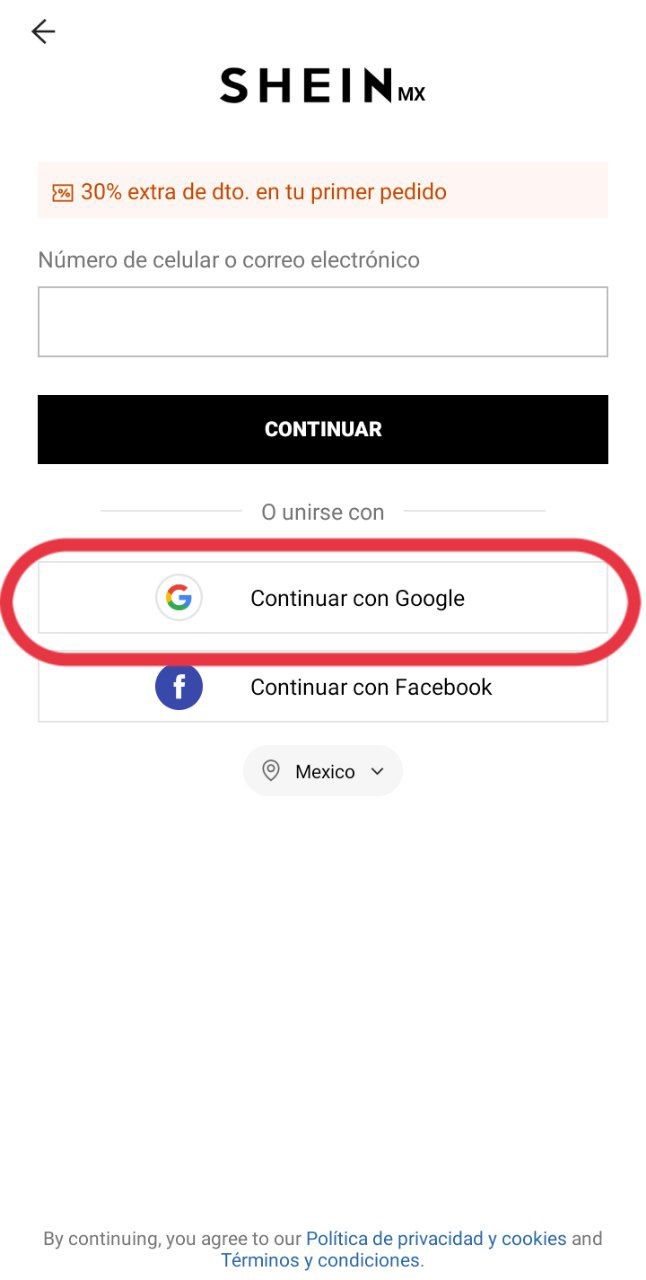 SHEIN MX
30% extra de dto. en tu primer pedido
Número de celular o correo electrónico
CONTINUAR
O unirse con
Continuar con Google
Continuar con Facebook
Mexico
By continuing, you agree to our Política de privacidad y cookies and
Términos y condiciones.